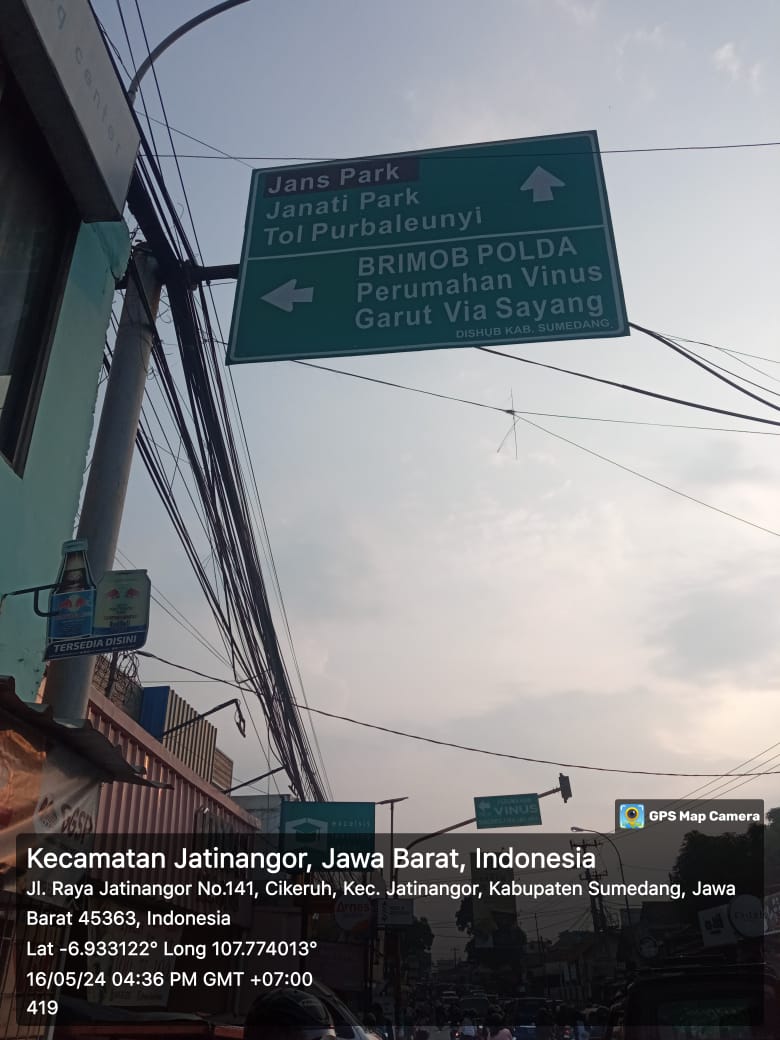 ng center
Jans Park
Janati Park
Tol Purbaleunyi
BRIMOB POLDA
Perumahan Vinus
Garut Via Sayang
DISHUB KAB. SUMEDANG
TERSEDIA DISINI
VINUS
GPS Map Camera
Kecamatan Jatinangor, Jawa Barat, Indonesia
Jl. Raya Jatinangor No.141, Cikeruh, Kec. Jatinangor, Kabupaten Sumedang, Jawa
Barat 45363, Indonesia
Lat -6.933122° Long 107.774013°
16/05/24 04:36 PM GMT +07:00
419